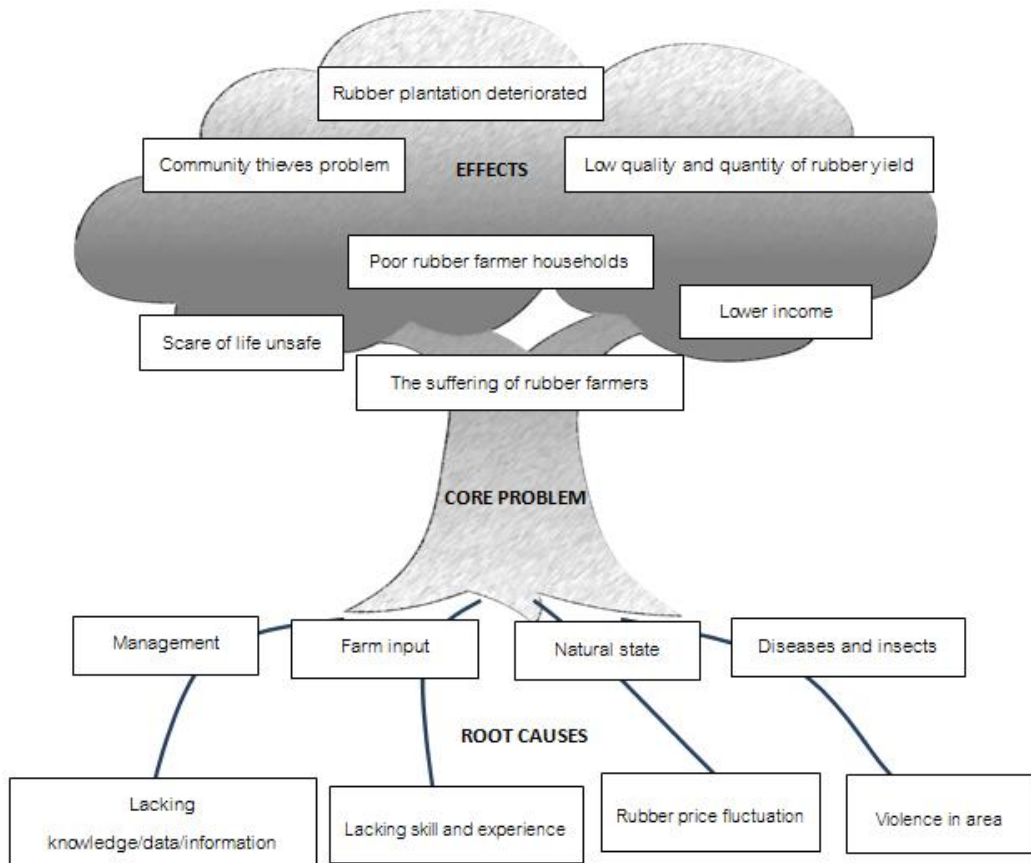 Rubber plantation deteriorated
Community thieves problem
EFFECTS
Low quality and quantity of rubber yield
Poor rubber farmer households
Lower income
Scare of life unsafe
The suffering of rubber farmers
CORE PROBLEM
Management
Farm input
Natural state
Diseases and insects
ROOT CAUSES
Lacking
knowledge/data/information
Lacking skill and experience
Rubber price fluctuation
Violence in area